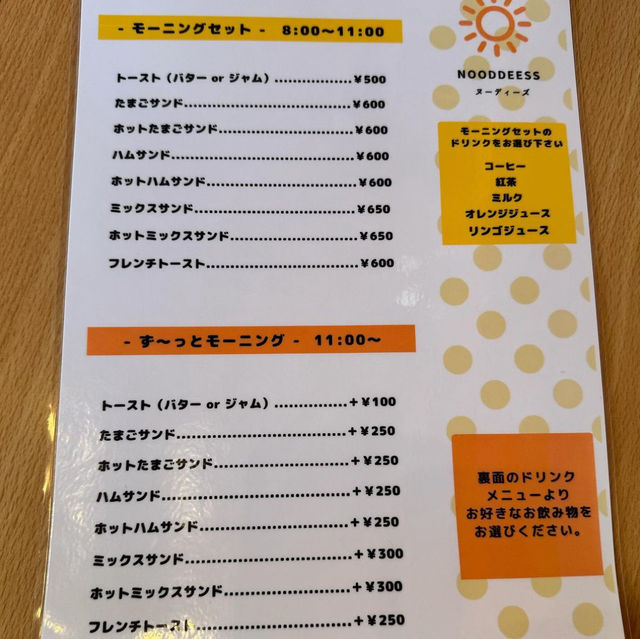 - モーニングセット - 8:00〜11:00
トースト（バター or ジャム）..................¥500
たまごサンド.......................................¥600
ホットたまごサンド...............................¥600
ハムサンド..........................................¥600
ホットハムサンド..................................¥600
ミックスサンド.....................................¥650
ホットミックスサンド.............................¥650
フレンチトースト..................................¥600
- ず〜っとモーニング - 11:00〜
トースト（バター or ジャム）................+¥100
たまごサンド.....................................+¥250
ホットたまごサンド.............................+¥250
ハムサンド........................................+¥250
ホットハムサンド................................+¥250
ミックスサンド...................................+¥300
ホットミックスサンド...........................+¥300
フレンチトースト................................+¥250
NOODDEESS
ヌーディーズ
モーニングセットの
ドリンクをお選び下さい
コーヒー
紅茶
ミルク
オレンジジュース
リンゴジュース
裏面のドリンク
メニューより
お好きなお飲み物を
お選びください。